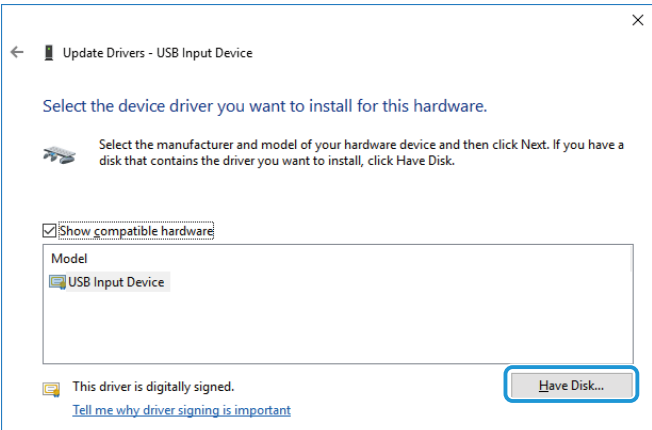 Update Drivers - USB Input Device
Select the device driver you want to install for this hardware.
Select the manufacturer and model of your hardware device and then click Next. If you have a
disk that contains the driver you want to install, click Have Disk.
Show compatible hardware
Model
USB Input Device
This driver is digitally signed.
Have Disk...
Tell me why driver signing is important